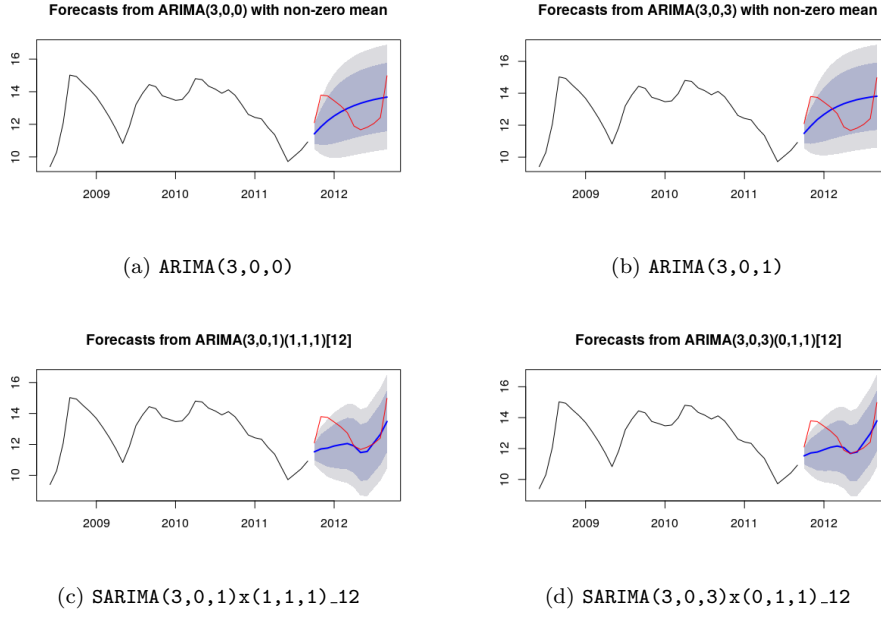 Forecasts from ARIMA(3,0,0) with non-zero mean
16
14
12
10
2009 2010 2011 2012
(a) ARIMA(3,0,0)
Forecasts from ARIMA(3,0,3) with non-zero mean
16
14
12
10
2009 2010 2011 2012
(b) ARIMA(3,0,1)
Forecasts from ARIMA(3,0,1)(1,1,1)[12]
16
14
12
10
2009 2010 2011 2012
(c) SARIMA(3,0,1)x(1,1,1)_12
Forecasts from ARIMA(3,0,3)(0,1,1)[12]
16
14
12
10
2009 2010 2011 2012
(d) SARIMA(3,0,3)x(0,1,1)_12